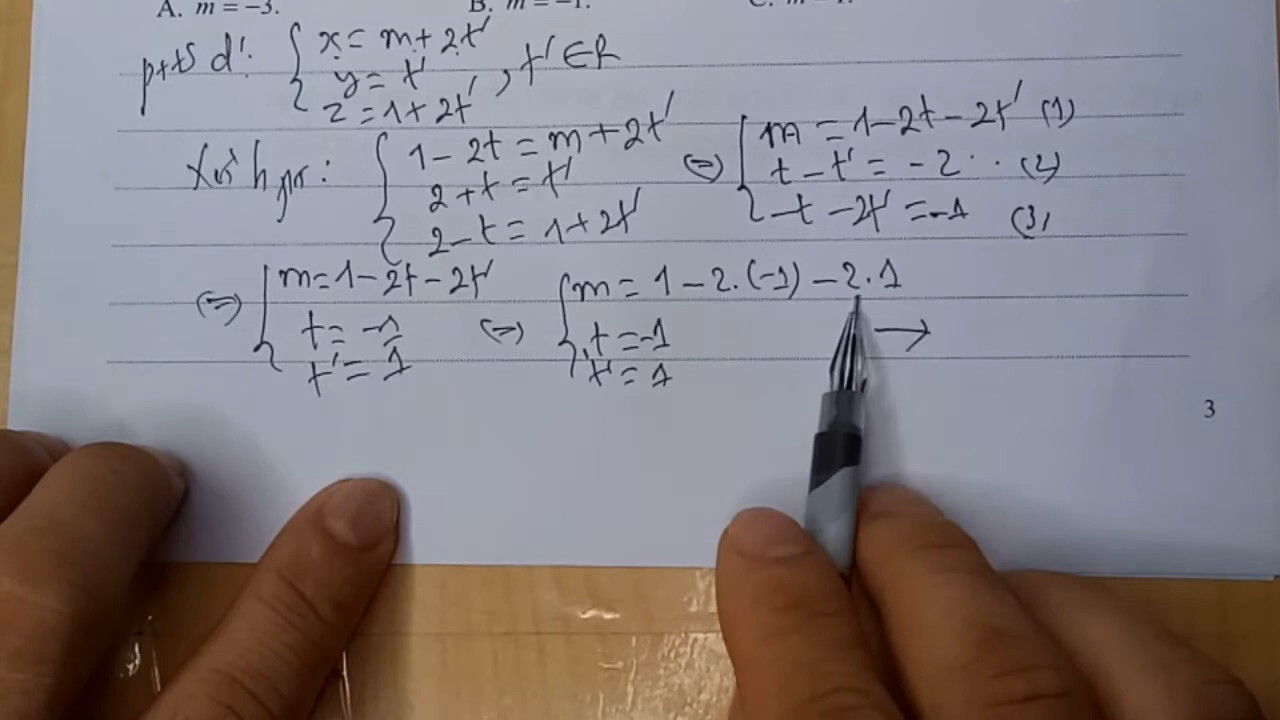 A. m = −3. B. m = −1.
ptts d': { x = m + 2t'
y = t' , t' ∈ R
z = 1 + 2t'
Xét hpt: { 1 − 2t = m + 2t' ⇔ { m = 1 − 2t − 2t' (1)
2 + t = t' t − t' = −2 (2)
2 − t = 1 + 2t' −t − 2t' = −1 (3)
⇔ { m = 1 − 2t − 2t' ⇔ { m = 1 − 2.(−1) − 2.1
t = −1 t = −1 →
t' = 1 t' = 1
3